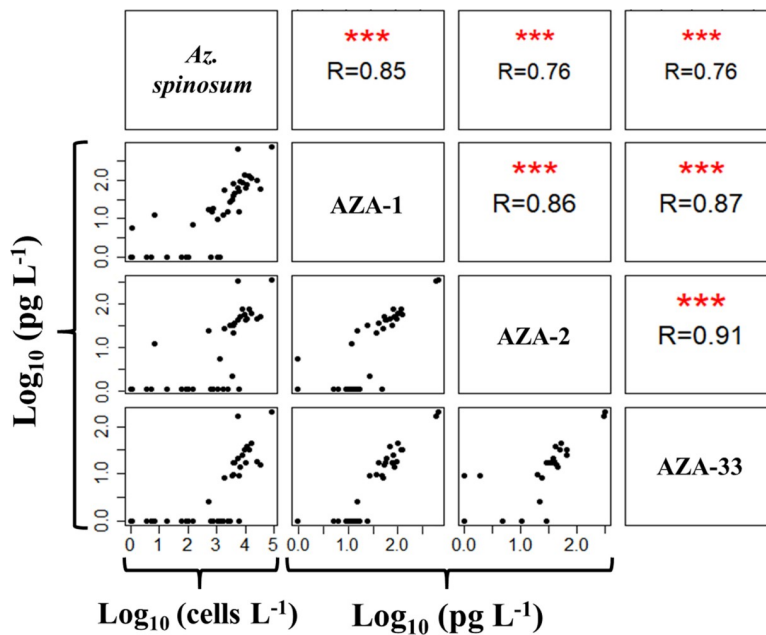 Az.
spinosum
***
R=0.85
***
R=0.76
***
R=0.76
0.0 1.0 2.0
AZA-1
***
R=0.86
***
R=0.87
Log10 (pg L-1)
0.0 1.0 2.0
AZA-2
***
R=0.91
0.0 1.0 2.0
AZA-33
0 1 2 3 4 5
0.0 1.0 2.0
0.0 1.0 2.0
Log10 (cells L-1)
Log10 (pg L-1)